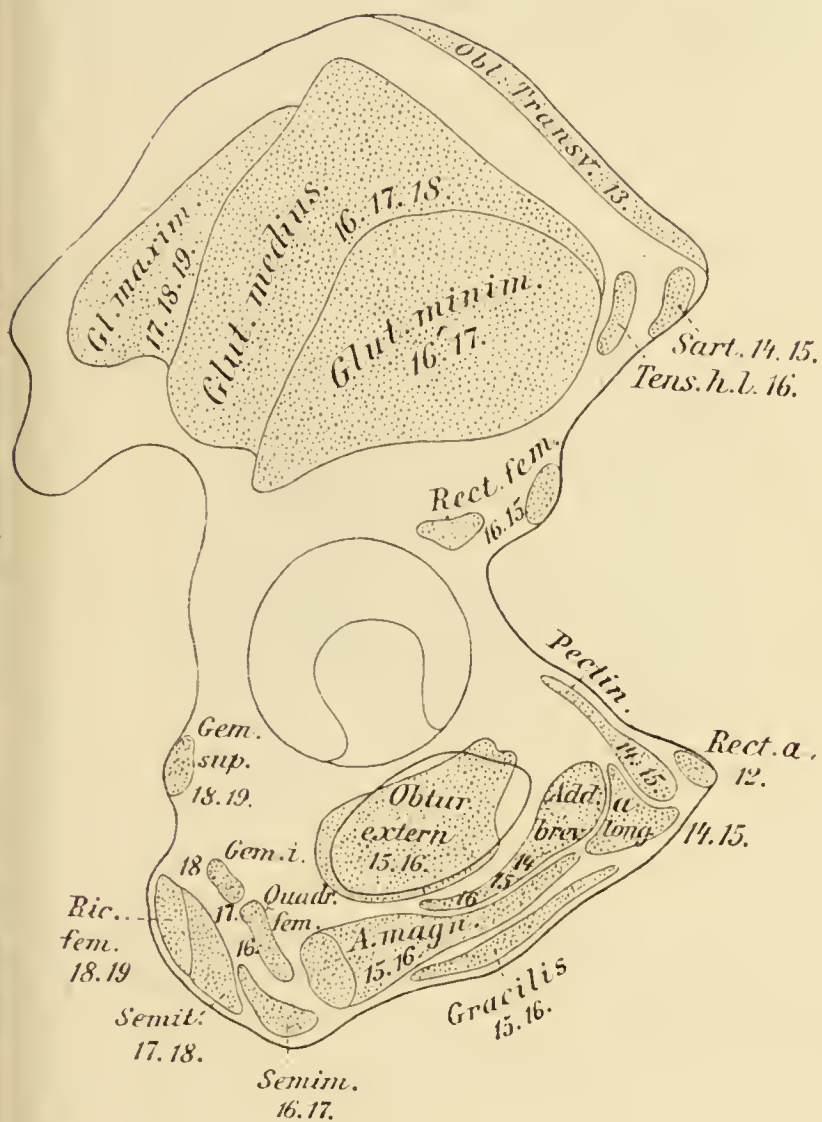 Obl. Transv. 13.
Gl. maxim.
17. 18. 19.
Glut. medius.
16. 17. 18.
Glut. minim.
16. 17.
Sart. 14. 15.
Tens. h. l. 16.
Rect. fem.
16. 15.
Pectin.
14. 15.
Rect. a.
12.
Gem.
sup.
18. 19.
Obtur.
extern
15. 16.
Add.
brev
14
15
16
a
long
14. 15.
Gem. i.
18
17.
Quadr.
fem.
16.
Bic.
fem.
18. 19
A. magn.
15. 16.
Gracilis
15. 16.
Semit.
17. 18.
Semim.
16. 17.